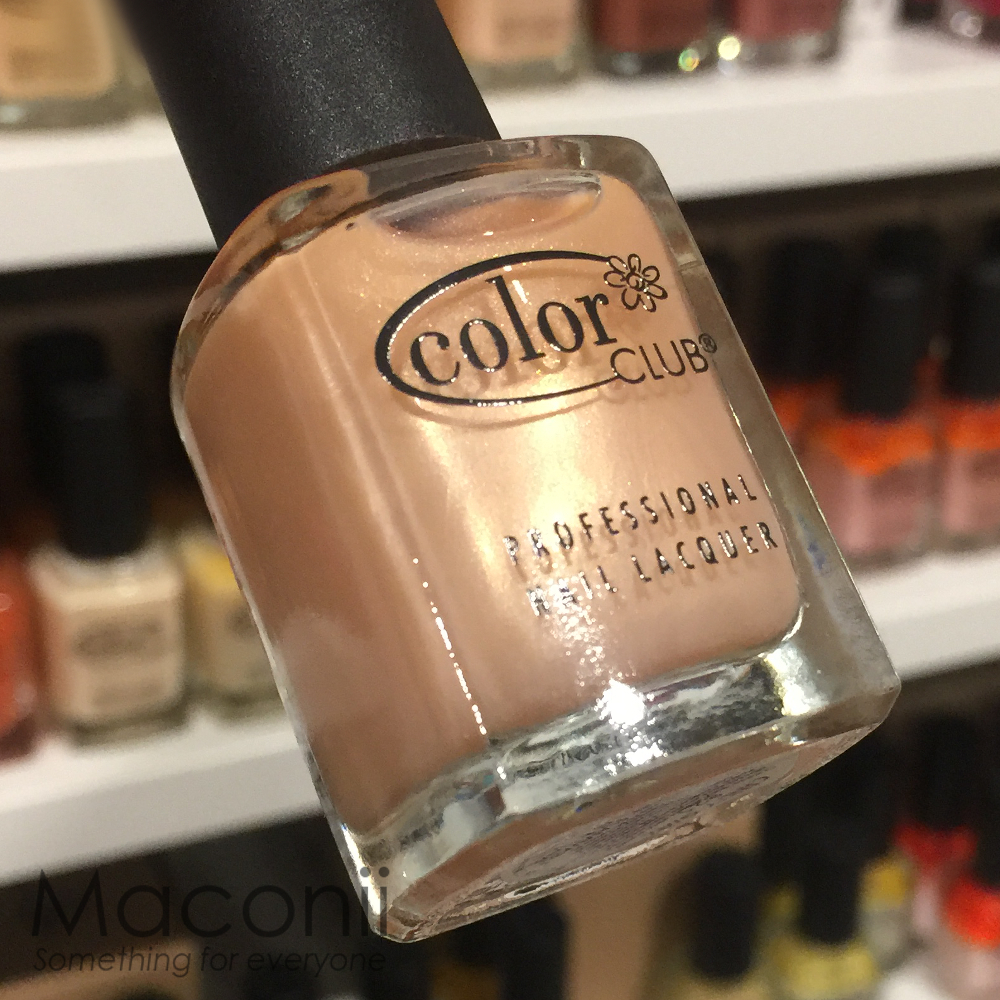 color
CLUB®
PROFESSIONAL
NAIL LACQUER
Maconii
Something for everyone